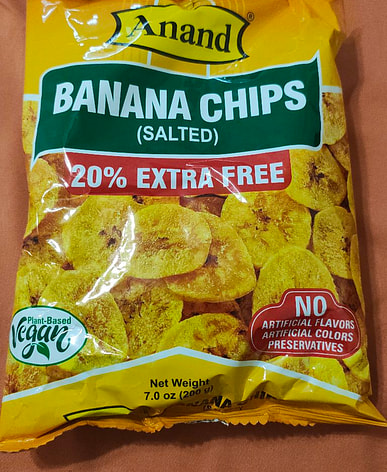 Anand®
BANANA CHIPS
(SALTED)
20% EXTRA FREE
Plant-Based
Vegan
NO
ARTIFICIAL FLAVORS
ARTIFICIAL COLORS
PRESERVATIVES
Net Weight
7.0 oz (200 g)